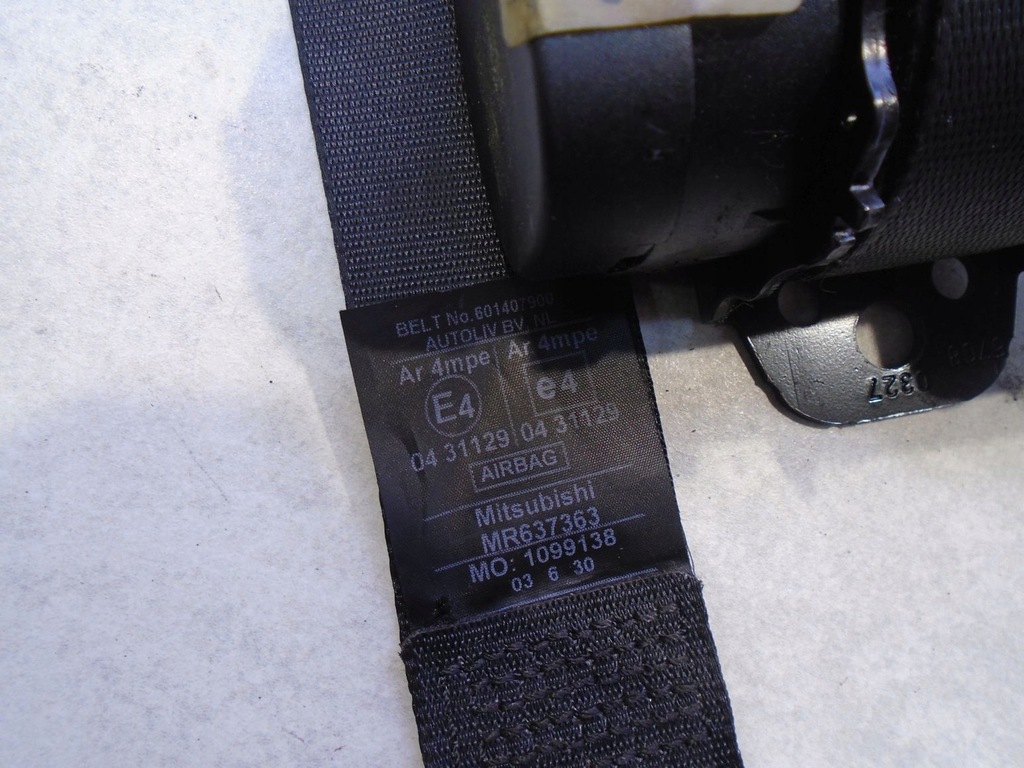 BELT No.601407900
AUTOLIV BV. NL
Ar 4mpe Ar 4mpe
E4 e4
04 31129 04 31129
AIRBAG
Mitsubishi
MR637363
MO: 1099138
03 6 30